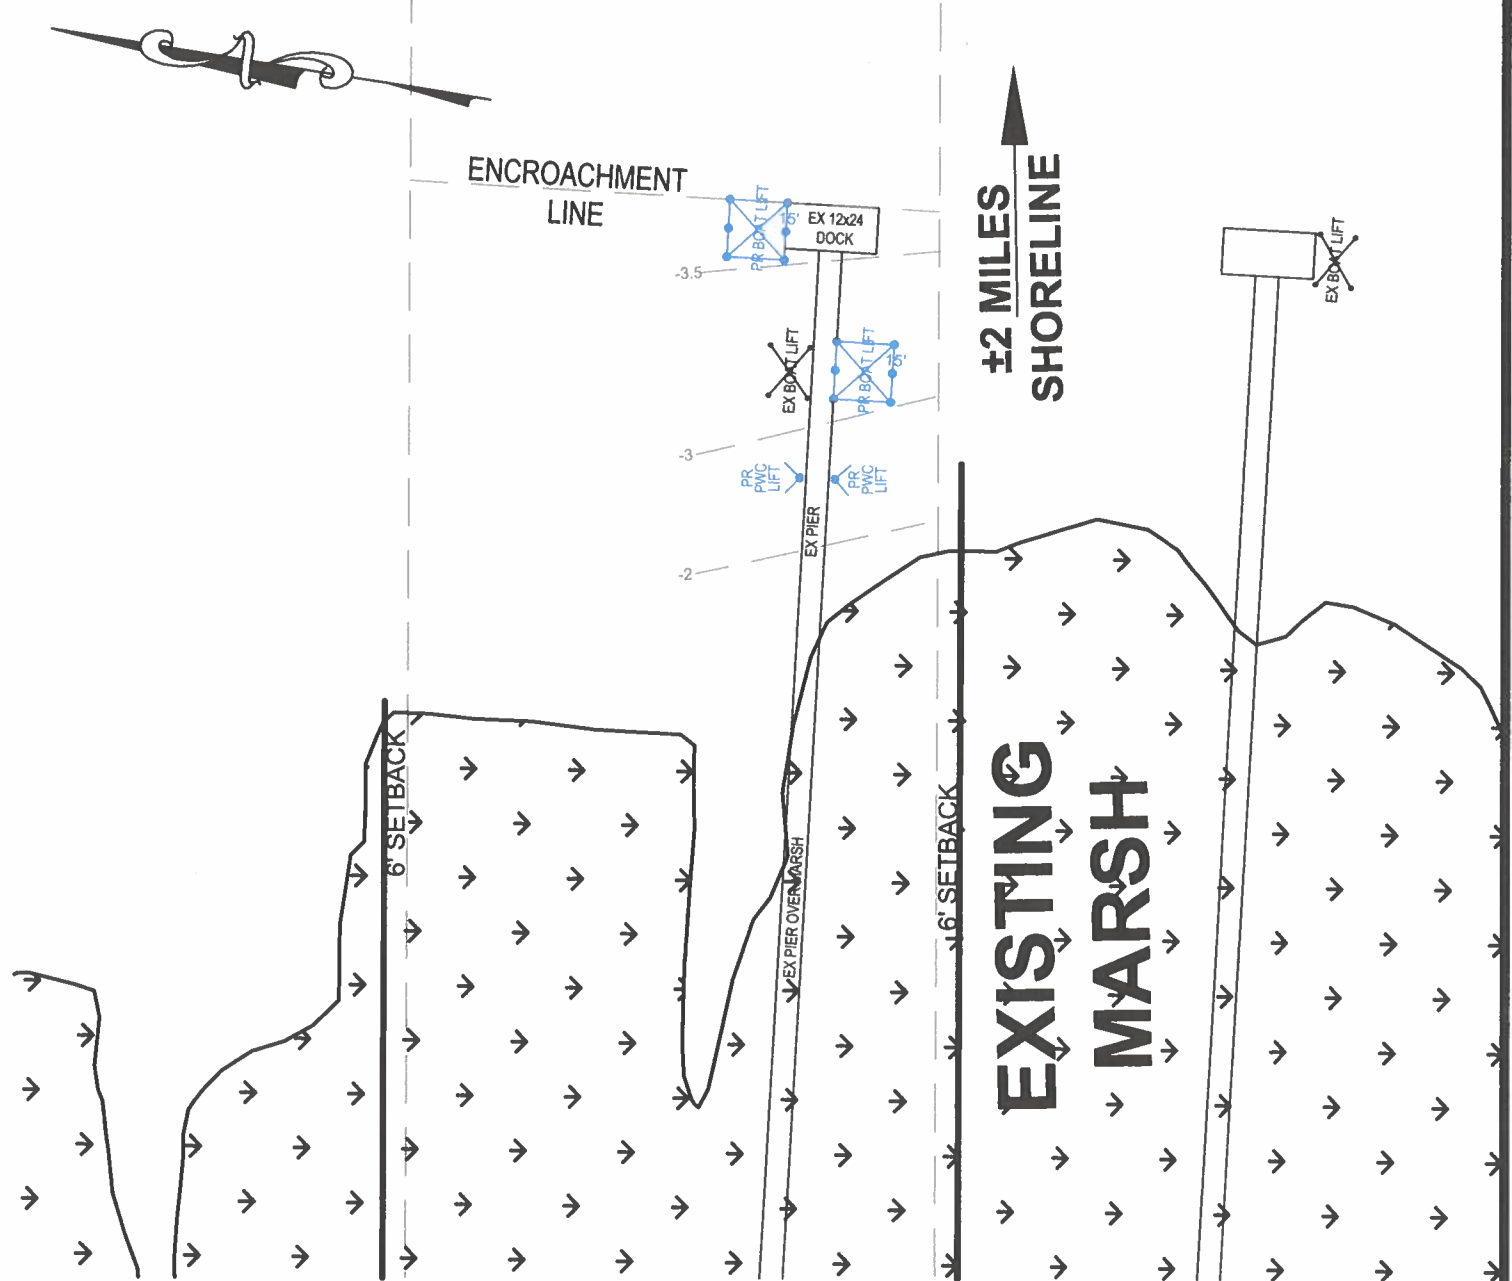 ENCROACHMENT
LINE
PR BOAT LIFT
15'
EX 12x24
DOCK
-3.5
±2 MILES
SHORELINE
EX BOAT LIFT
EX BOAT LIFT
PR BOAT LIFT
15'
-3
PR
PWC
LIFT
PR
PWC
LIFT
EX PIER
-2
6' SETBACK
EX PIER OVER MARSH
6' SETBACK
EXISTING
MARSH